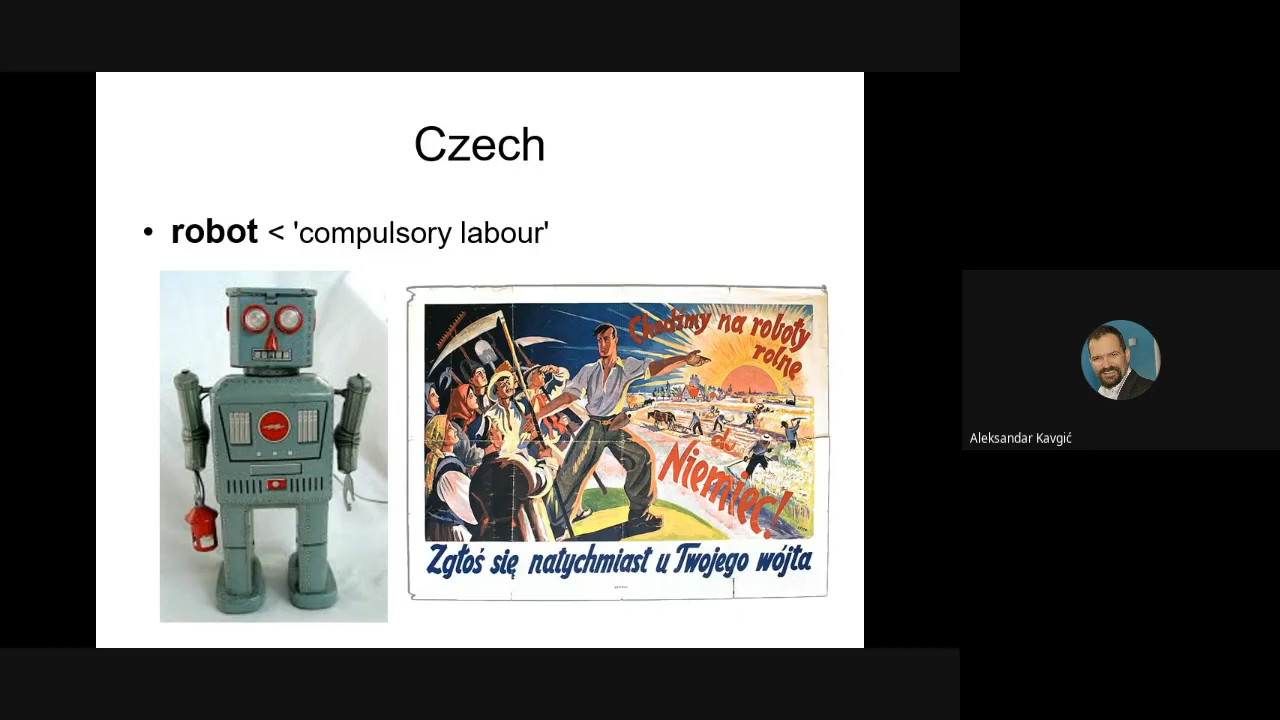 Czech
• robot < 'compulsory labour'
Chodźmy na roboty
rolne
do
Niemiec!
Zgłoś się natychmiast u Twojego wójta
Aleksandar Kavgić